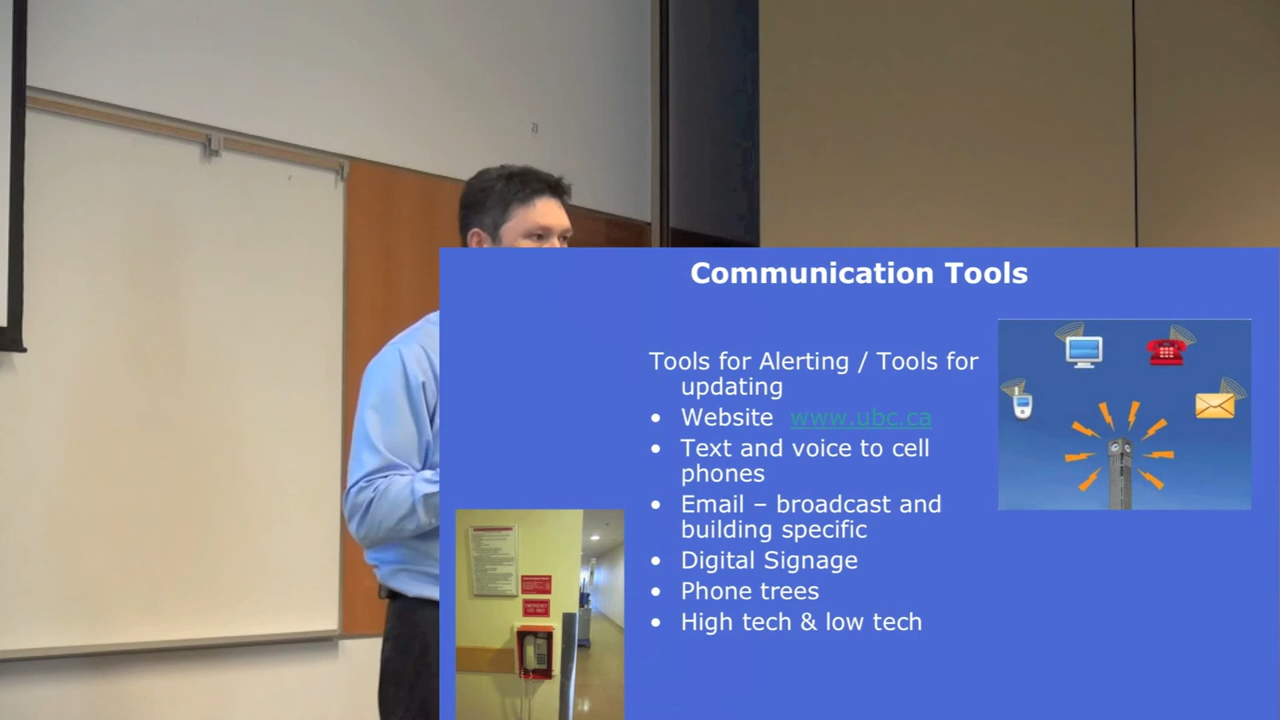 Communication Tools
Tools for Alerting / Tools for
updating
• Website www.ubc.ca
• Text and voice to cell
phones
• Email – broadcast and
building specific
• Digital Signage
• Phone trees
• High tech & low tech
EMERGENCY